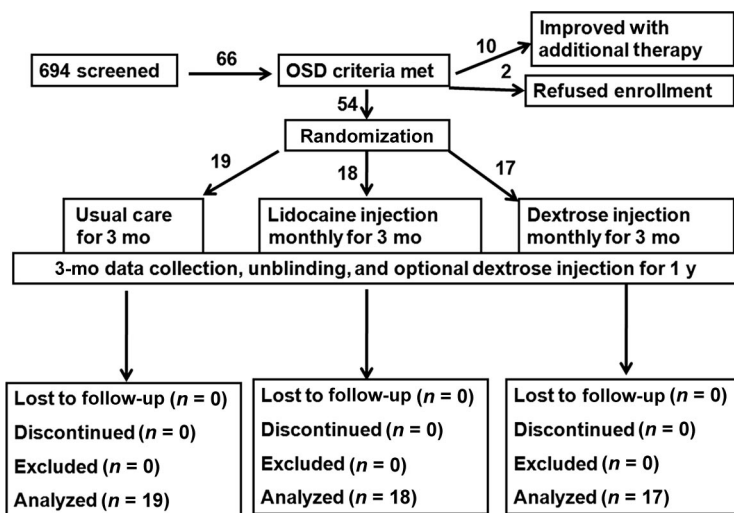 10
Improved with
additional therapy
694 screened
66
OSD criteria met
2
Refused enrollment
54
Randomization
19
18
17
Usual care
for 3 mo
Lidocaine injection
monthly for 3 mo
Dextrose injection
monthly for 3 mo
3-mo data collection, unblinding, and optional dextrose injection for 1 y
Lost to follow-up (n = 0)
Discontinued (n = 0)
Excluded (n = 0)
Analyzed (n = 19)
Lost to follow-up (n = 0)
Discontinued (n = 0)
Excluded (n = 0)
Analyzed (n = 18)
Lost to follow-up (n = 0)
Discontinued (n = 0)
Excluded (n = 0)
Analyzed (n = 17)